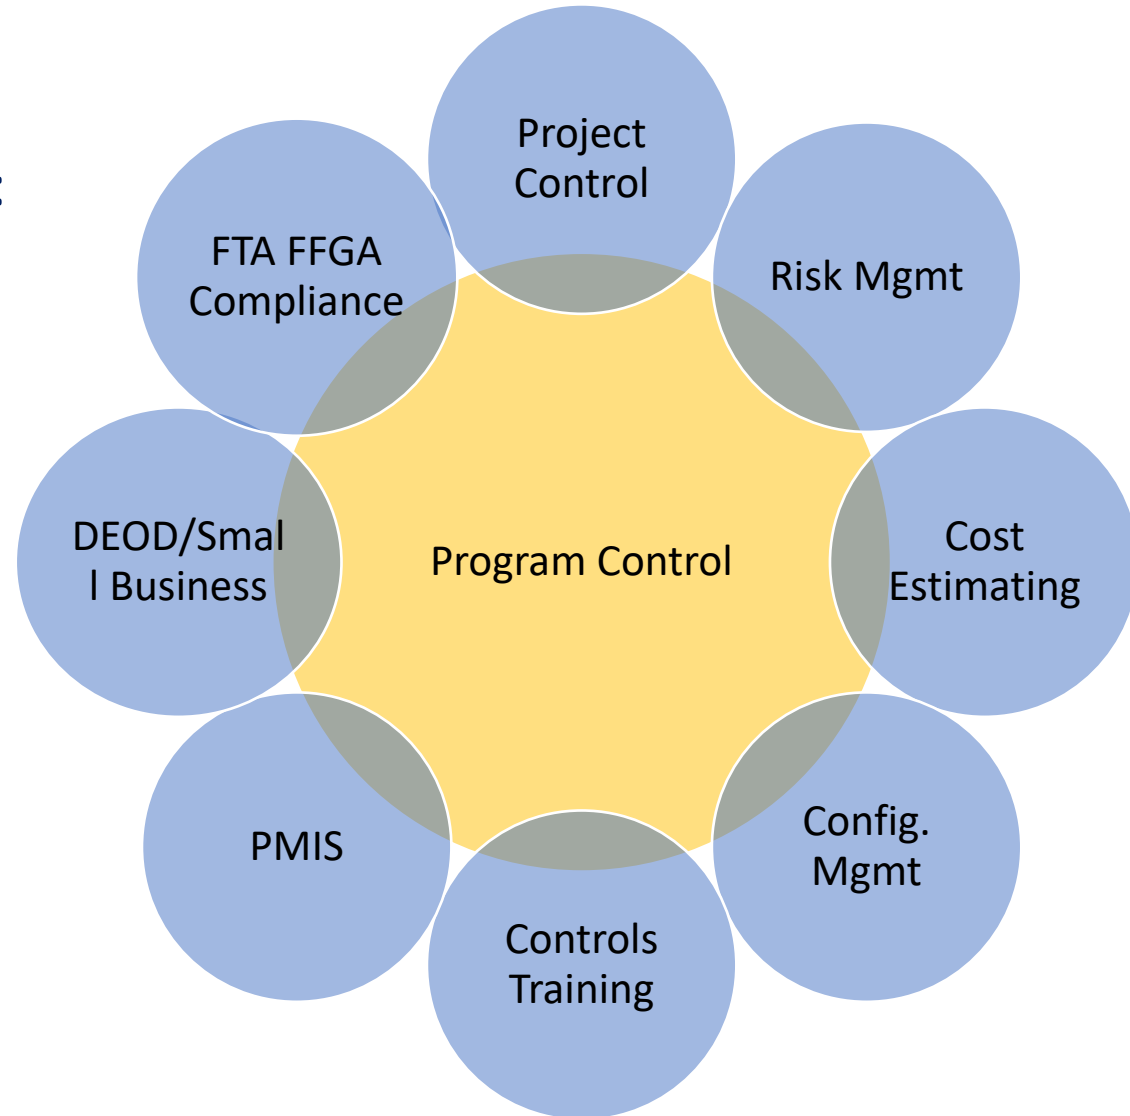 :
Project
Control
Risk Mgmt
Cost
Estimating
Config.
Mgmt
Controls
Training
PMIS
DEOD/Smal
l Business
FTA FFGA
Compliance
Program Control